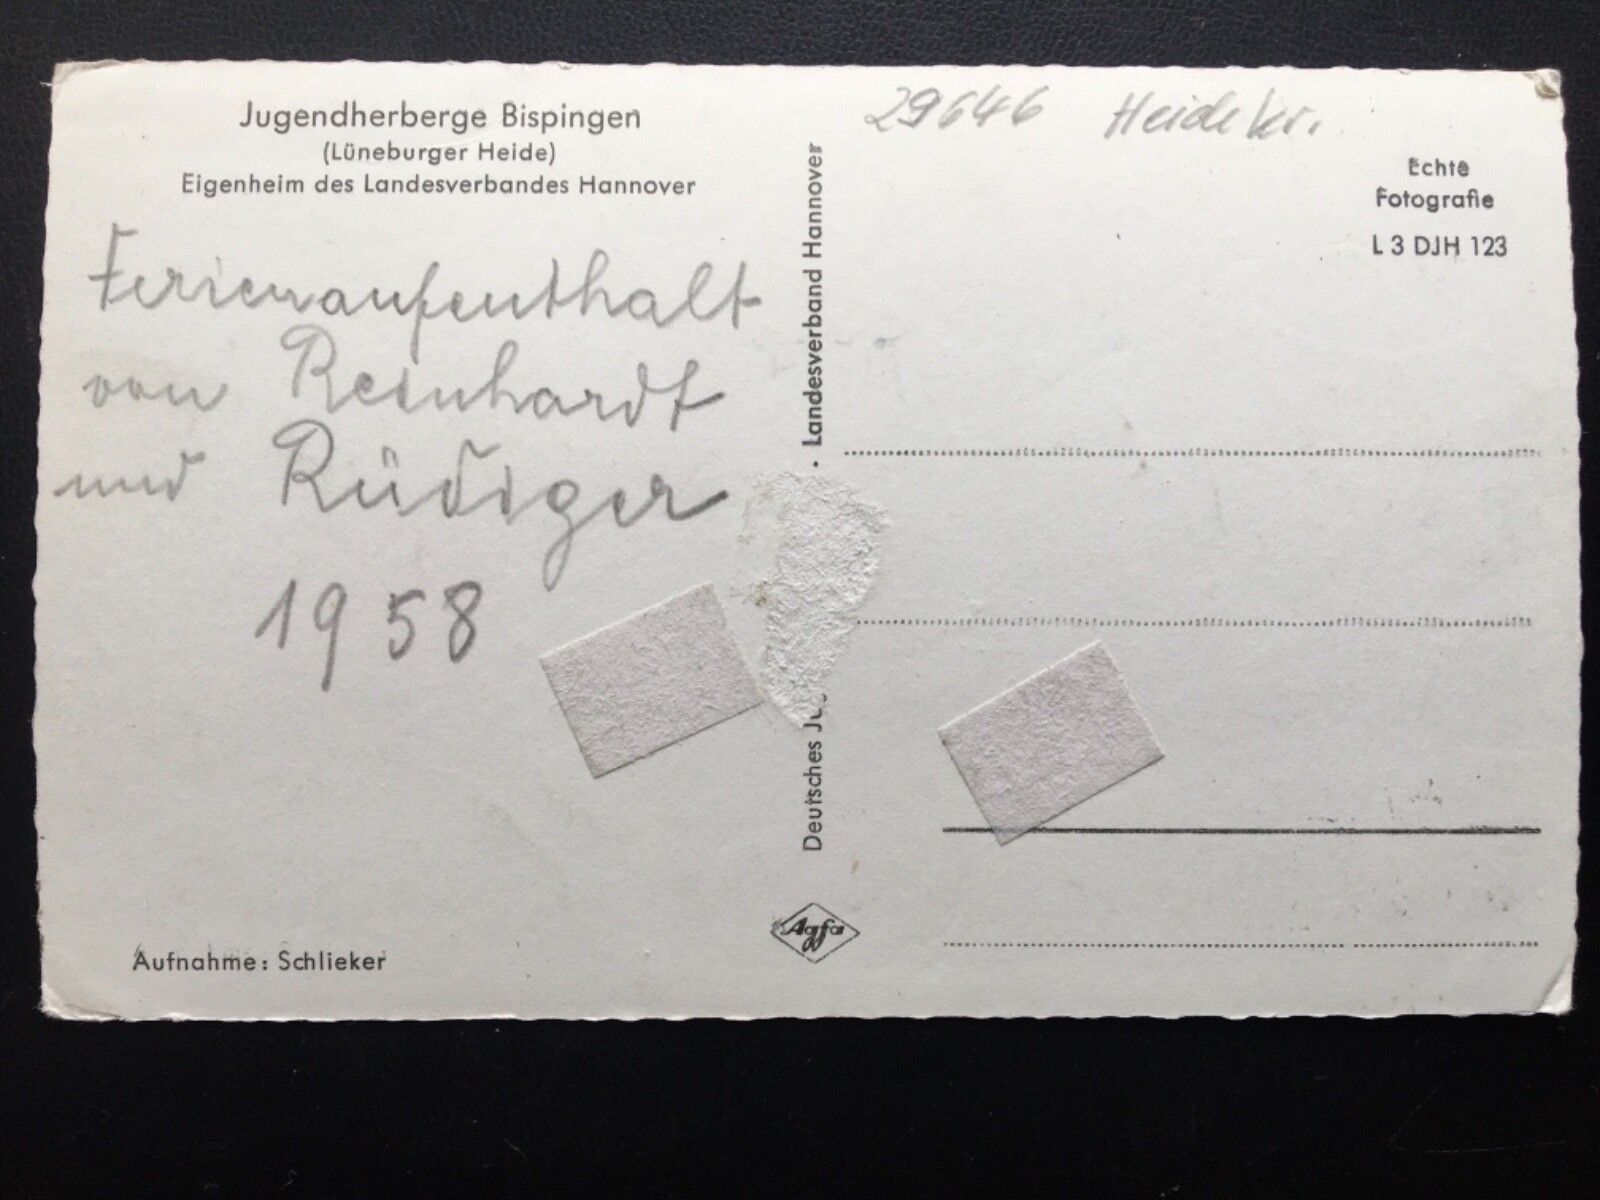 Jugendherberge Bispingen
(Lüneburger Heide)
Eigenheim des Landesverbandes Hannover
Ferienaufenthalt
von Reinhardt
und Rüdiger
1958
Aufnahme: Schlieker
Deutsches Ju
• Landesverband Hannover
Agfa
29646 Heidekr.
Echte
Fotografie
L 3 DJH 123